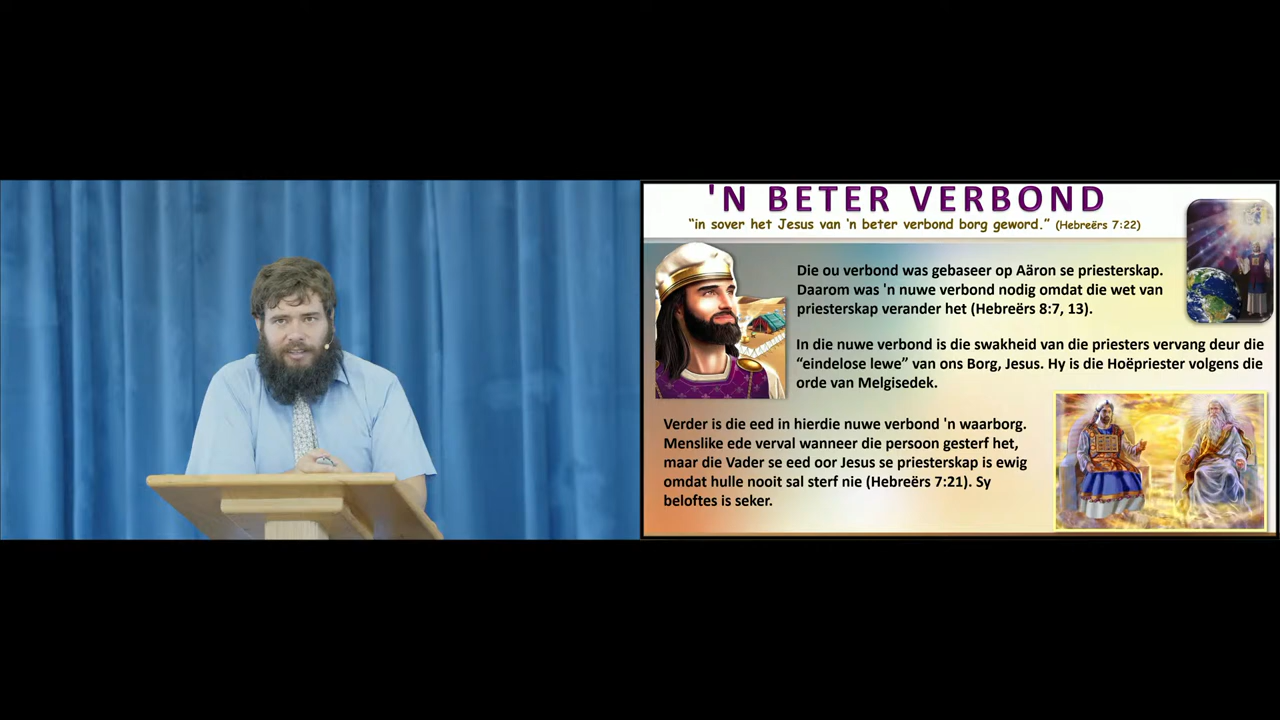 'N BETER VERBOND
“in sover het Jesus van ‘n beter verbond borg geword.” (Hebreërs 7:22)
Die ou verbond was gebaseer op Aäron se priesterskap.
Daarom was 'n nuwe verbond nodig omdat die wet van
priesterskap verander het (Hebreërs 8:7, 13).
In die nuwe verbond is die swakheid van die priesters vervang deur die
“eindelose lewe” van ons Borg, Jesus. Hy is die Hoëpriester volgens die
orde van Melgisedek.
Verder is die eed in hierdie nuwe verbond 'n waarborg.
Menslike ede verval wanneer die persoon gesterf het,
maar die Vader se eed oor Jesus se priesterskap is ewig
omdat hulle nooit sal sterf nie (Hebreërs 7:21). Sy
beloftes is seker.